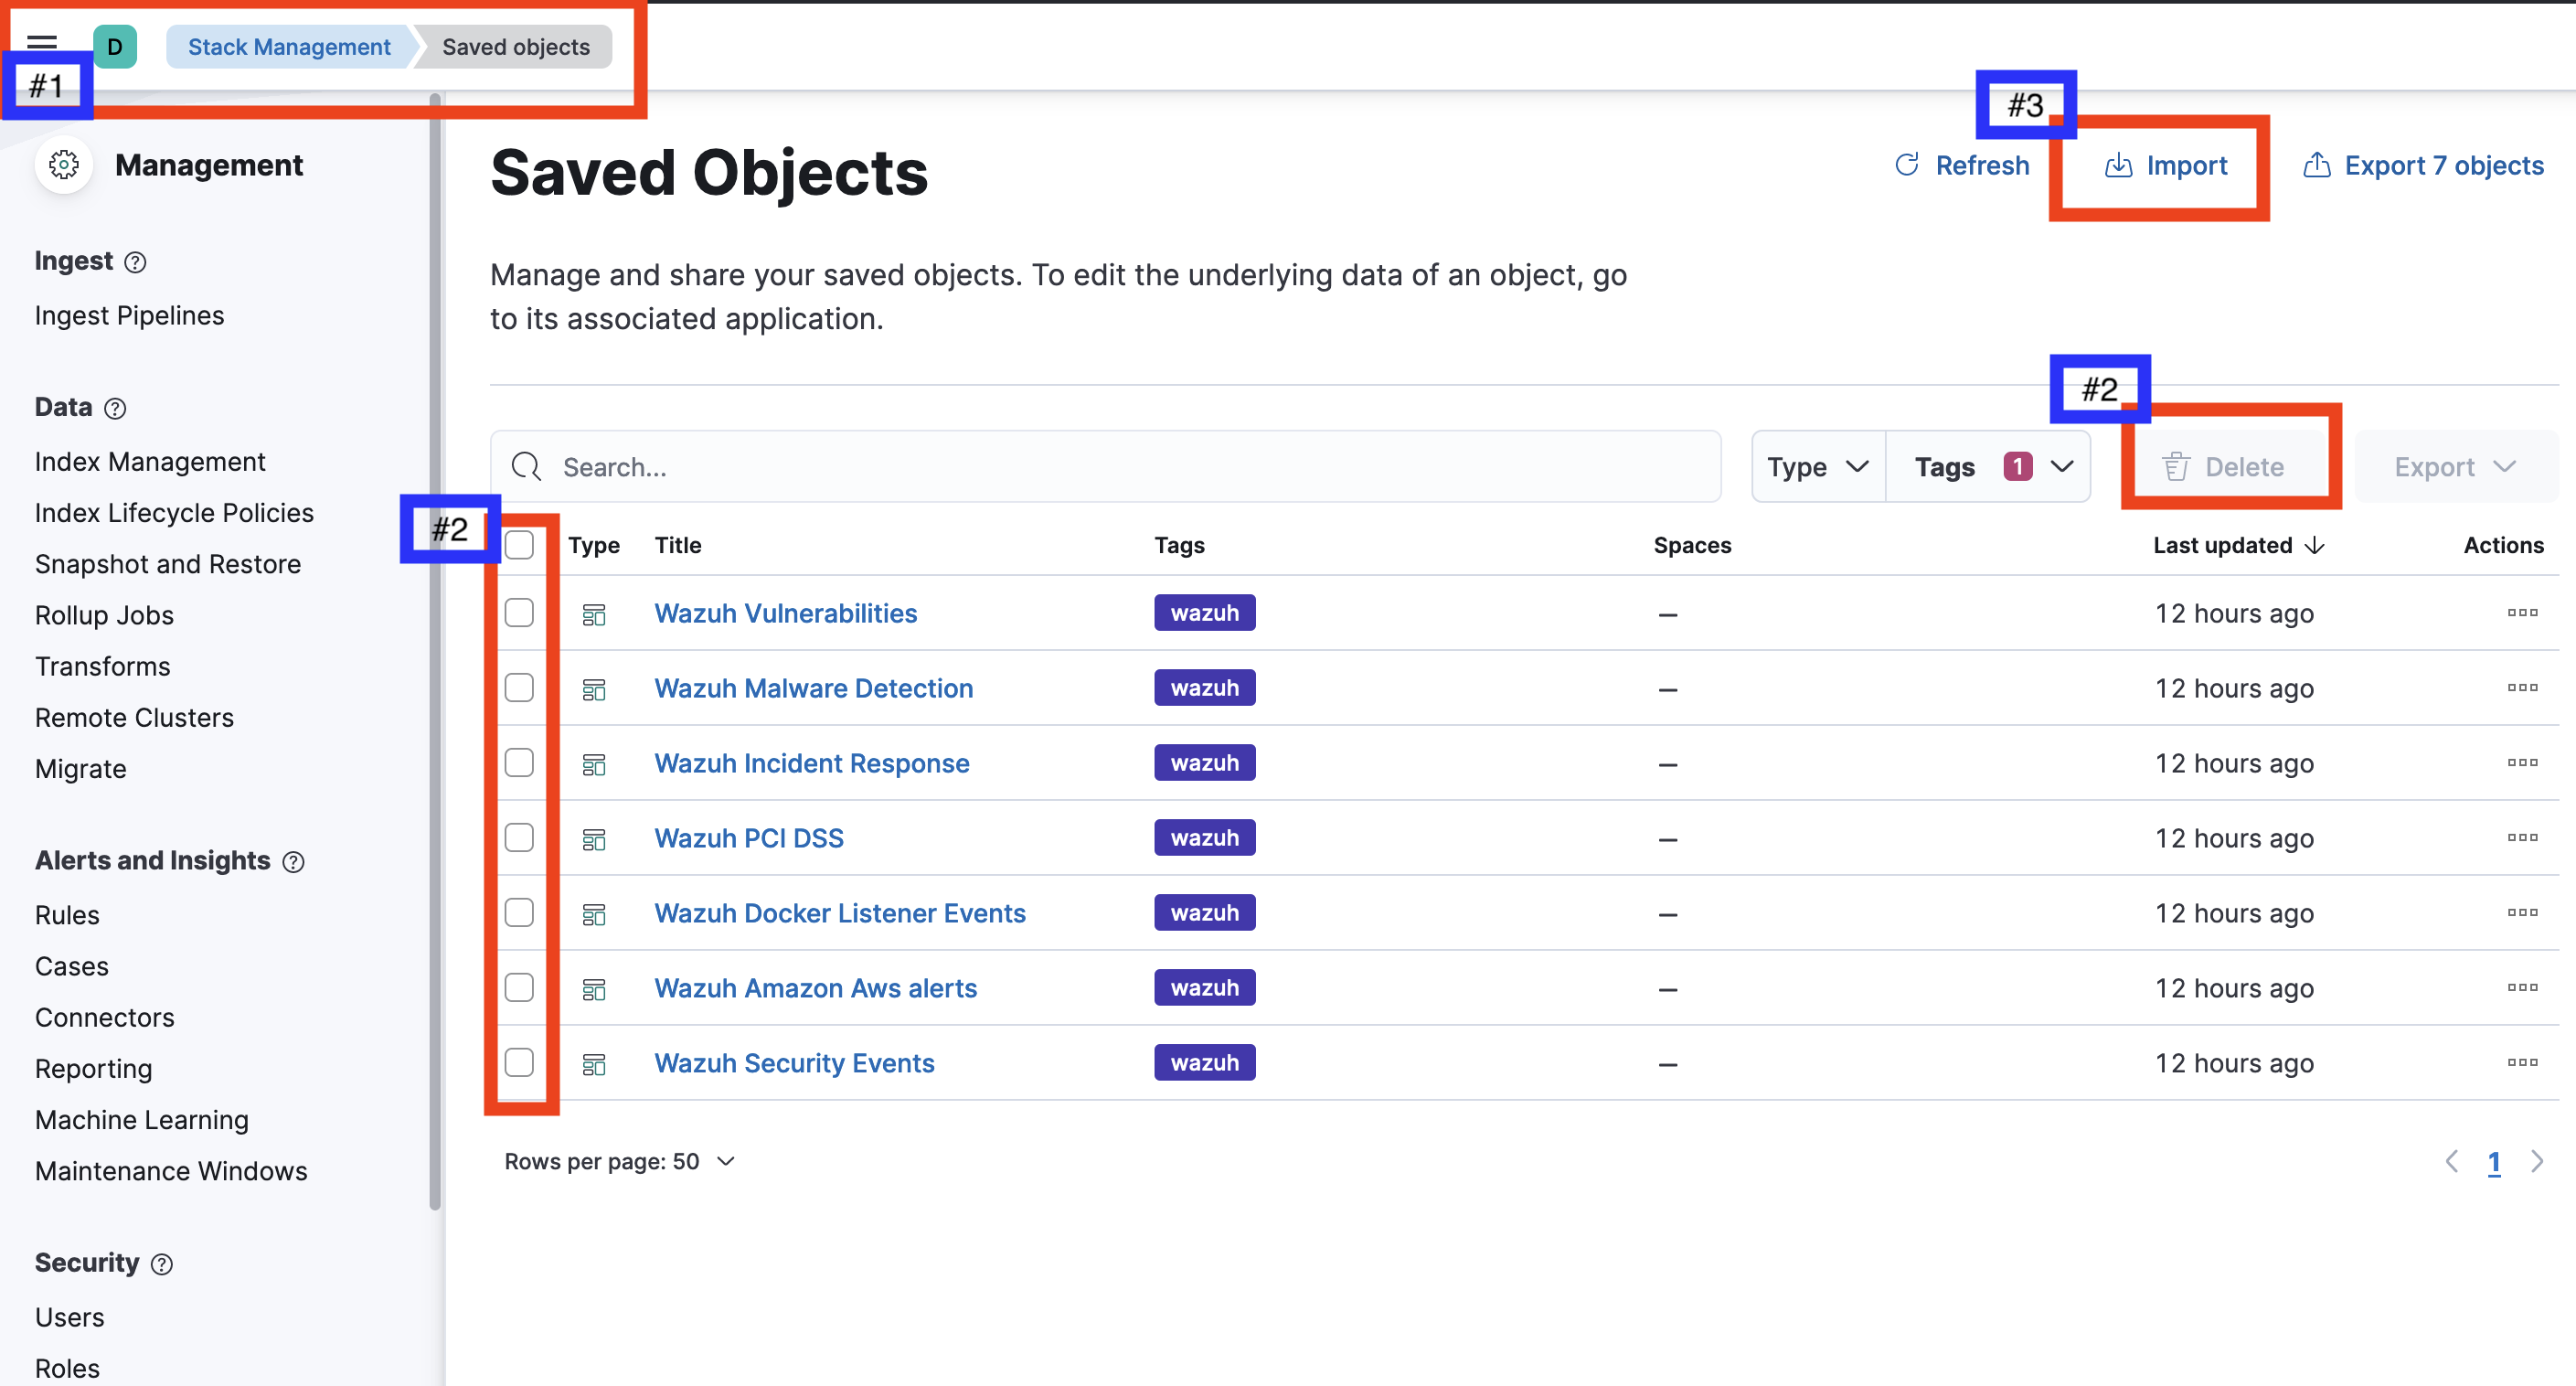 D
Stack Management
Saved objects
#1
#3
Management
Saved Objects
Refresh
Import
Export 7 objects
Ingest
Ingest Pipelines
Manage and share your saved objects. To edit the underlying data of an object, go
to its associated application.
Data
Index Management
Index Lifecycle Policies
Snapshot and Restore
Rollup Jobs
Transforms
Remote Clusters
Migrate
Alerts and Insights
Rules
Cases
Connectors
Reporting
Machine Learning
Maintenance Windows
Security
Users
Roles
#2
Search...
Type
Tags 1
Delete
Export
#2
Type Title Tags Spaces Last updated Actions
Wazuh Vulnerabilities wazuh — 12 hours ago
Wazuh Malware Detection wazuh — 12 hours ago
Wazuh Incident Response wazuh — 12 hours ago
Wazuh PCI DSS wazuh — 12 hours ago
Wazuh Docker Listener Events wazuh — 12 hours ago
Wazuh Amazon Aws alerts wazuh — 12 hours ago
Wazuh Security Events wazuh — 12 hours ago
Rows per page: 50
1